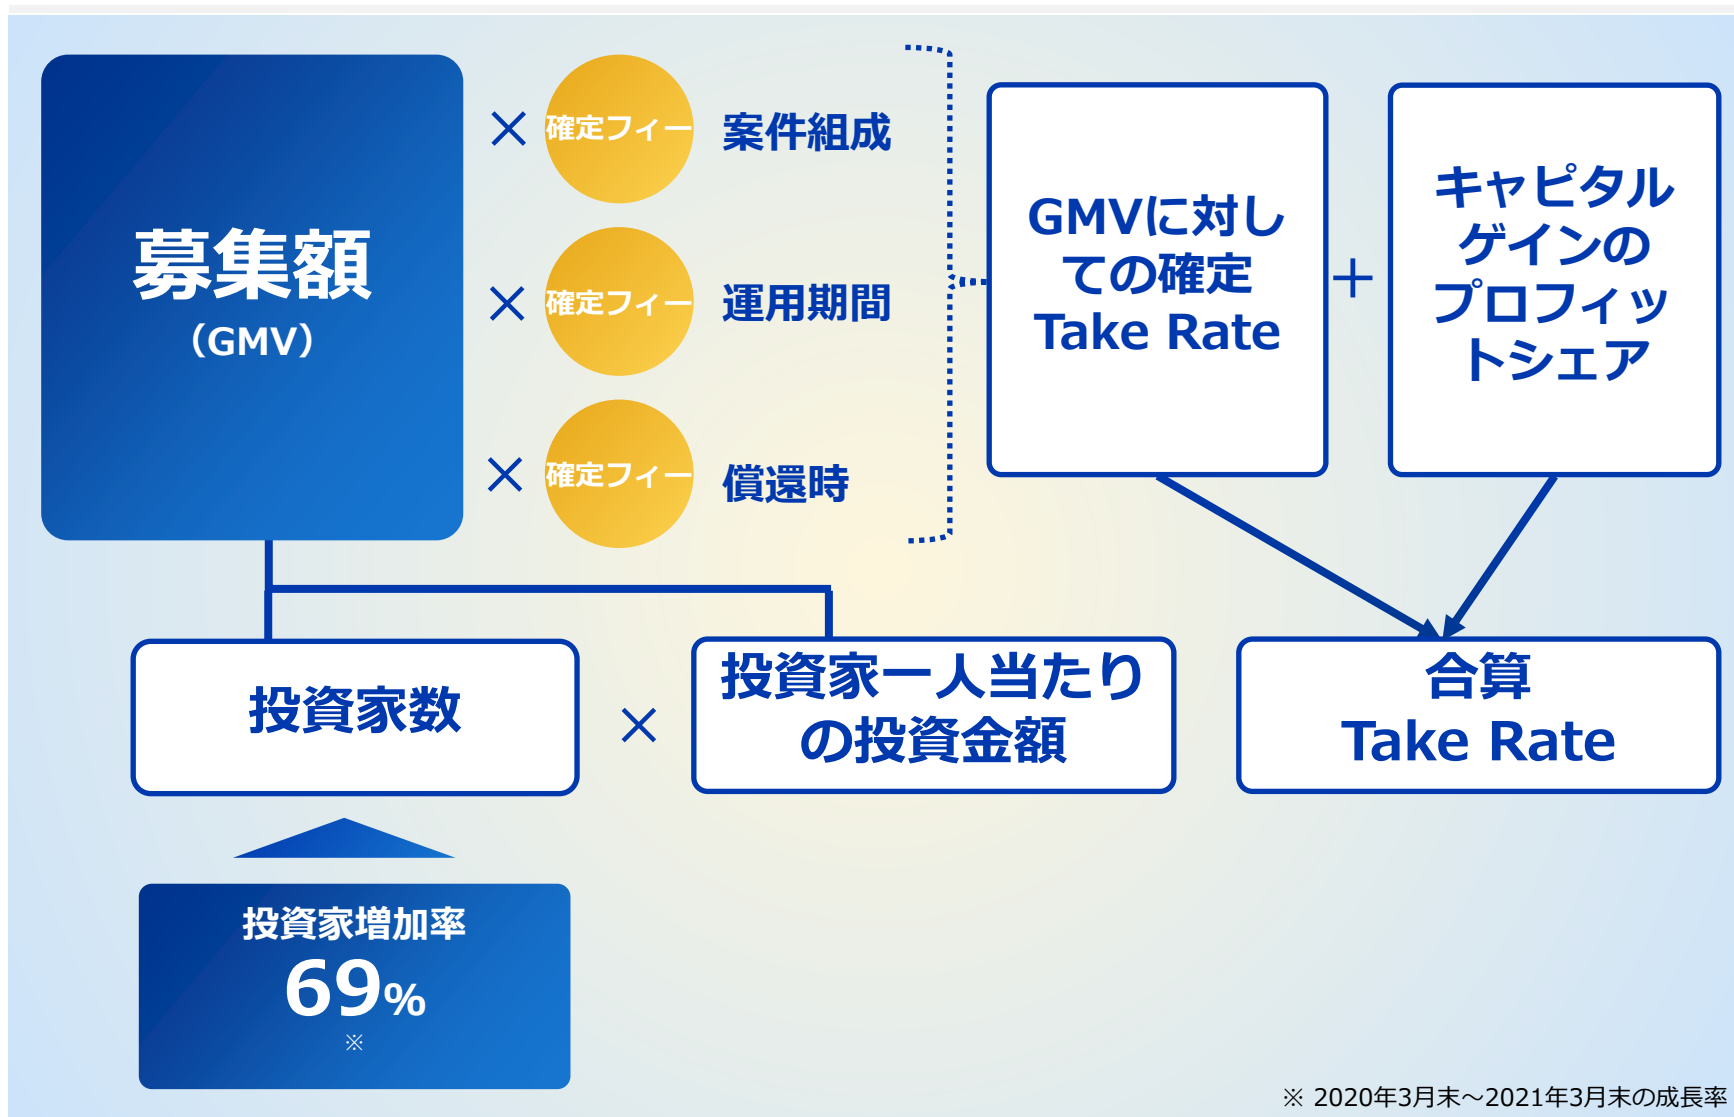 募集額
（GMV）
×
確定フィー
案件組成
×
確定フィー
運用期間
×
確定フィー
償還時
GMVに対し
ての確定
Take Rate
＋
キャピタル
ゲインの
プロフィッ
トシェア
投資家数
×
投資家一人当たり
の投資金額
合算
Take Rate
投資家増加率
69%
※
※ 2020年3月末～2021年3月末の成長率